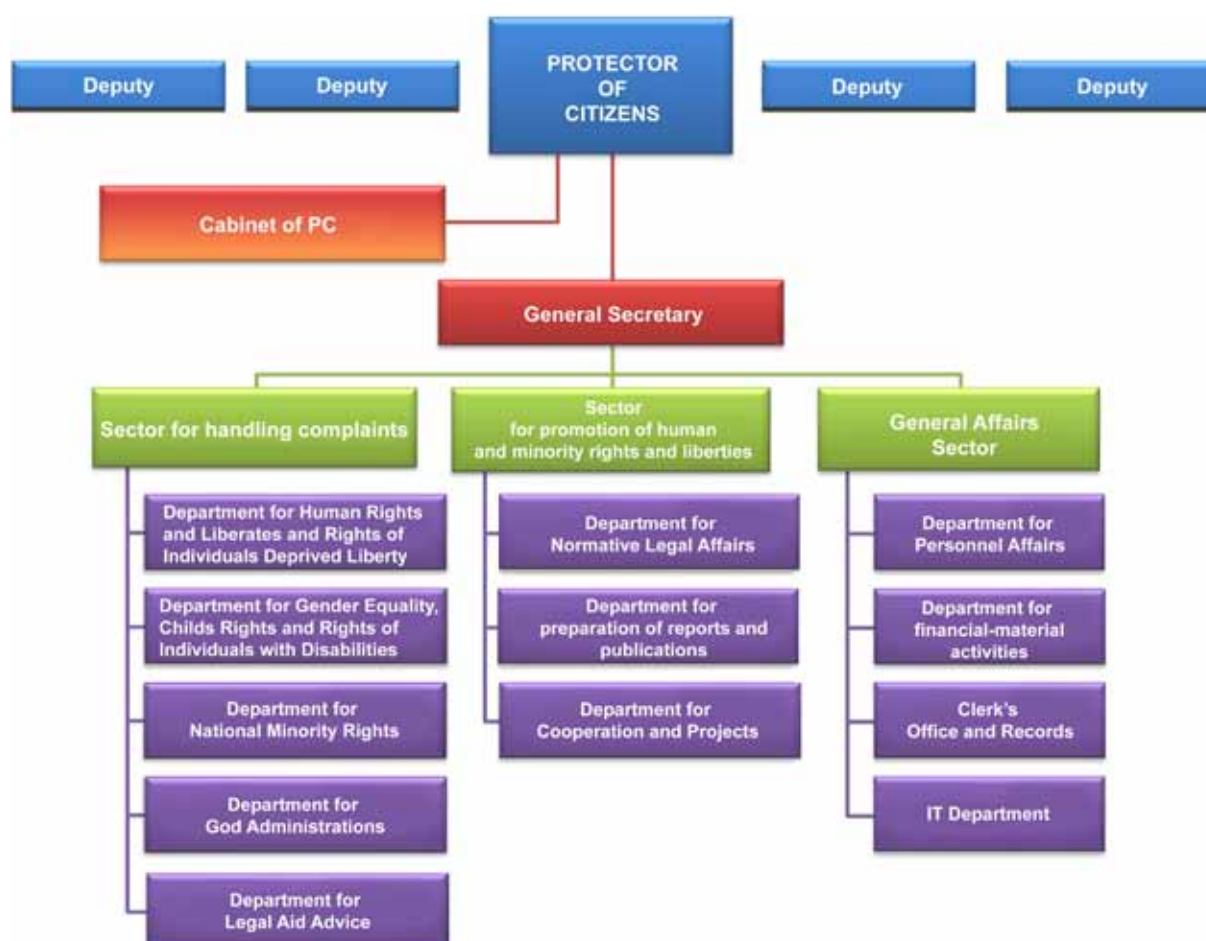 Deputy
Deputy
PROTECTOR
OF
CITIZENS
Deputy
Deputy
Cabinet of PC
General Secretary
Sector for handling complaints
Sector
for promotion of human
and minority rights and liberties
General Affairs
Sector
Department for Human Rights
and Liberates and Rights of
Individuals Deprived Liberty
Department for Gender Equality,
Childs Rights and Rights of
Individuals with Disabilities
Department for
National Minority Rights
Department for
God Administrations
Department for
Legal Aid Advice
Department for
Normative Legal Affairs
Department for
preparation of reports and
publications
Department for
Cooperation and Projects
Department for
Personnel Affairs
Department for
financial-material
activities
Clerk's
Office and Records
IT Department